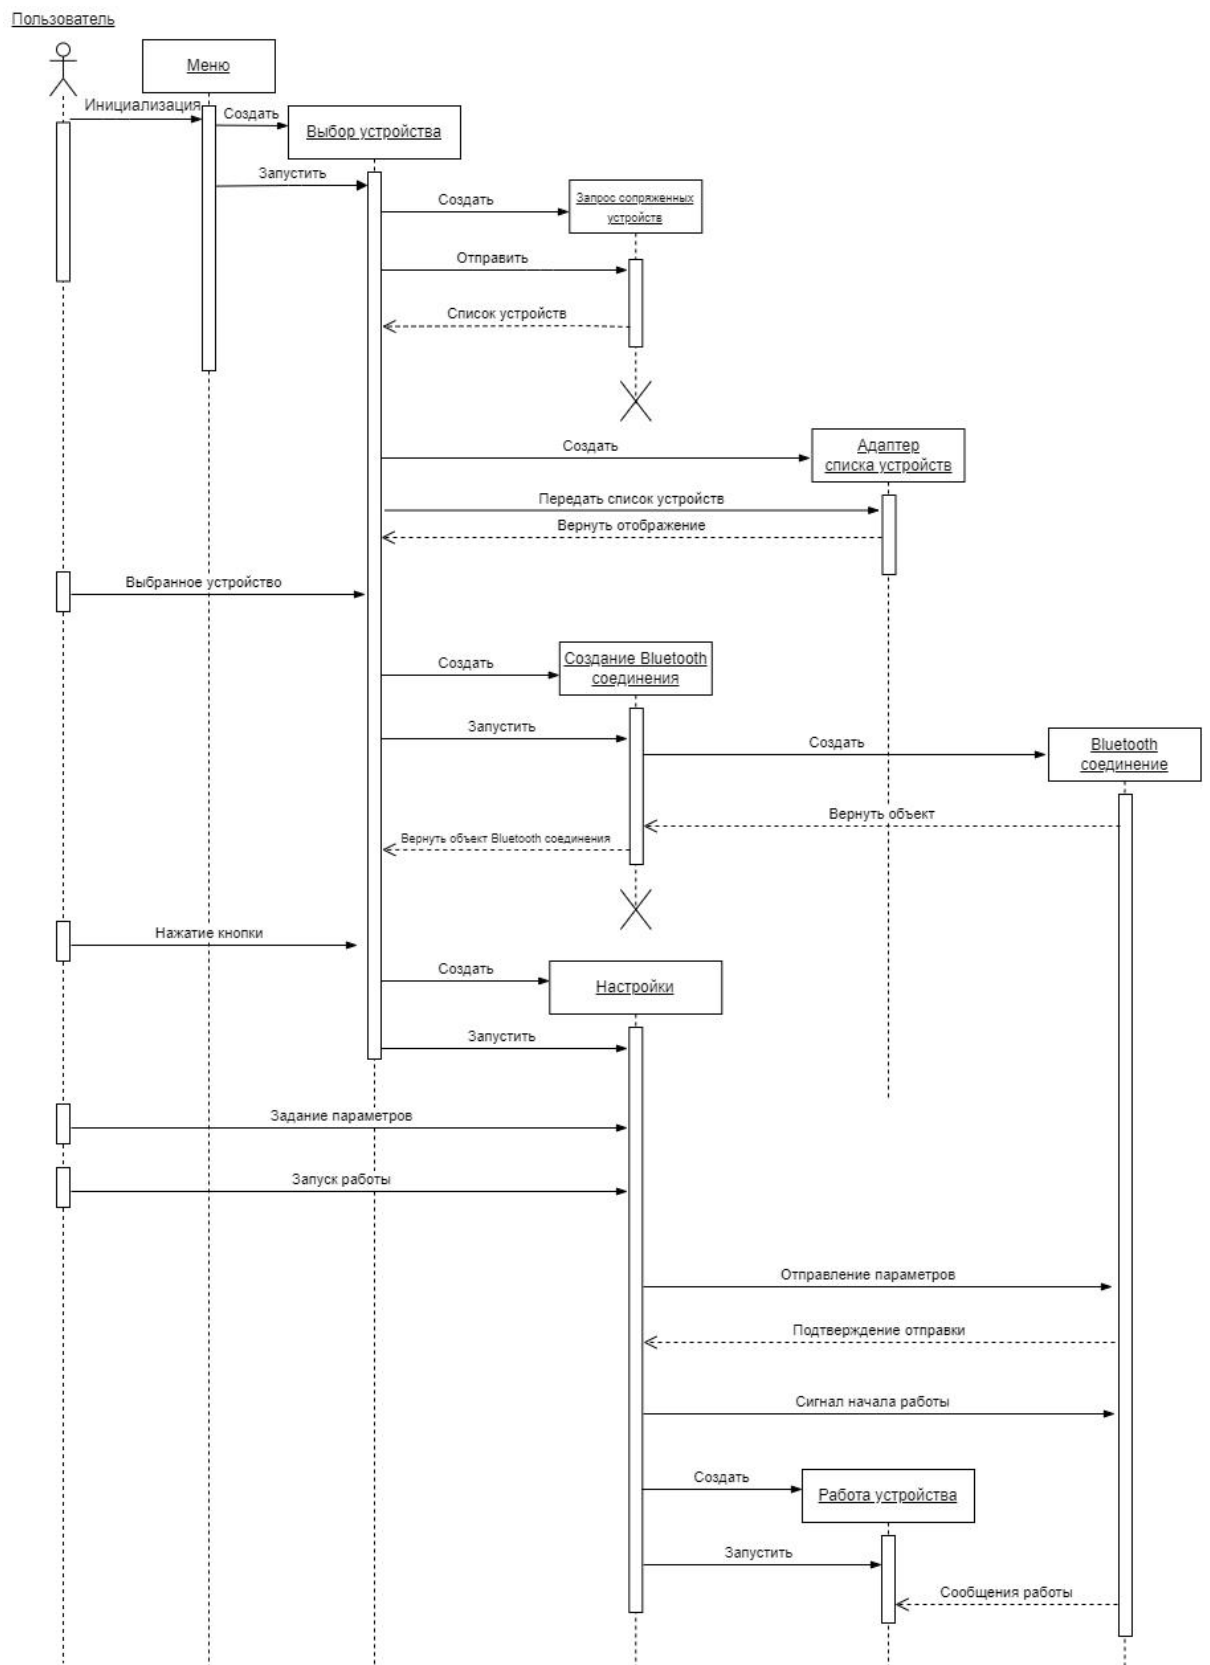 Пользователь
Меню
Инициализация
Создать
Выбор устройства
Запустить
Создать
Запрос сопряженных
устройств
Отправить
Список устройств
Создать
Адаптер
списка устройств
Передать список устройств
Вернуть отображение
Выбранное устройство
Создать
Создание Bluetooth
соединения
Запустить
Создать
Bluetooth
соединение
Вернуть объект
Вернуть объект Bluetooth соединения
Нажатие кнопки
Создать
Настройки
Запустить
Задание параметров
Запуск работы
Отправление параметров
Подтверждение отправки
Сигнал начала работы
Создать
Работа устройства
Запустить
Сообщения работы